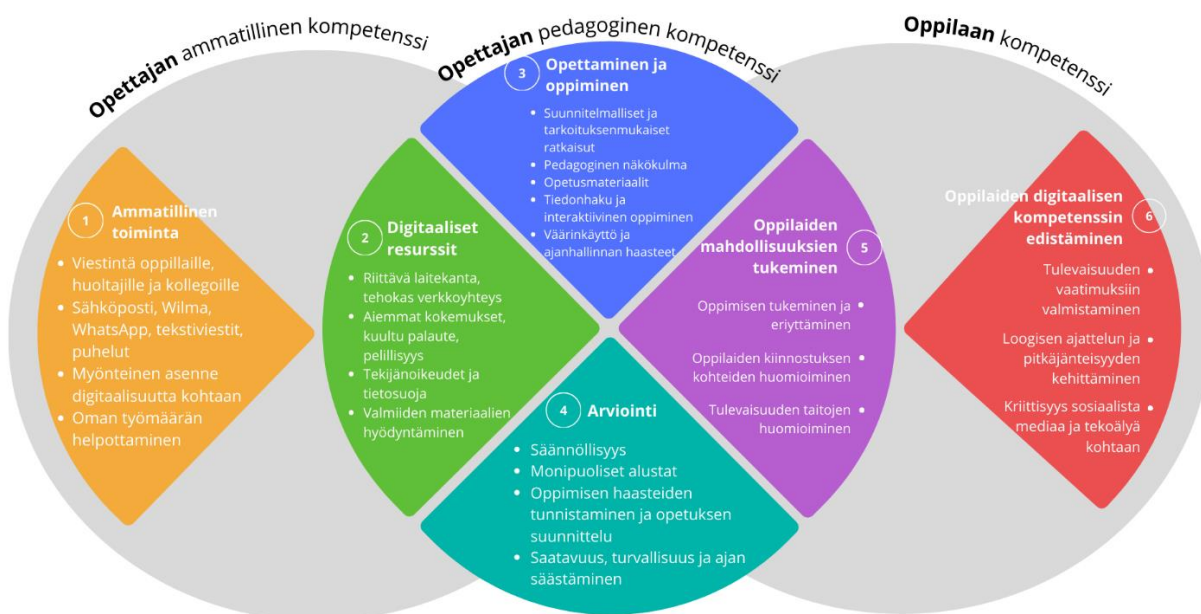 Opettajan ammatillinen kompetenssi
Opettajan pedagoginen kompetenssi
Oppilaan kompetenssi
1
Ammatillinen
toiminta
• Viestintä oppillaille,
huoltajille ja kollegoille
• Sähköposti, Wilma,
WhatsApp, tekstiviestit,
puhelut
• Myönteinen asenne
digitaalisuutta kohtaan
• Oman työmäärän
helpottaminen
2
Digitaaliset
resurssit
• Riittävä laitekanta,
tehokas verkkoyhteys
• Aiemmat kokemukset,
kuultu palaute,
pelillisyys
• Tekijänoikeudet ja
tietosuoja
• Valmiiden materiaalien
hyödyntäminen
3
Opettaminen ja
oppiminen
• Suunnitelmalliset ja
tarkoituksenmukaiset
ratkaisut
• Pedagoginen näkökulma
• Opetusmateriaalit
• Tiedonhaku ja
interaktiivinen oppiminen
• Väärinkäyttö ja
ajanhallinnan haasteet
4
Arviointi
• Säännöllisyys
• Monipuoliset alustat
• Oppimisen haasteiden
tunnistaminen ja opetuksen
suunnittelu
• Saatavuus, turvallisuus ja ajan
säästäminen
Oppilaiden
mahdollisuuksien
tukeminen
5
Oppimisen tukeminen ja •
eriyttäminen
Oppilaiden kiinnostuksen •
kohteiden huomioiminen
Tulevaisuuden taitojen •
huomioiminen
Oppilaiden digitaalisen
kompetenssin
edistäminen
6
Tulevaisuuden •
vaatimuksiin
valmistaminen
Loogisen ajattelun ja •
pitkäjänteisyyden
kehittäminen
Kriittisyys sosiaalista •
mediaa ja tekoälyä
kohtaan